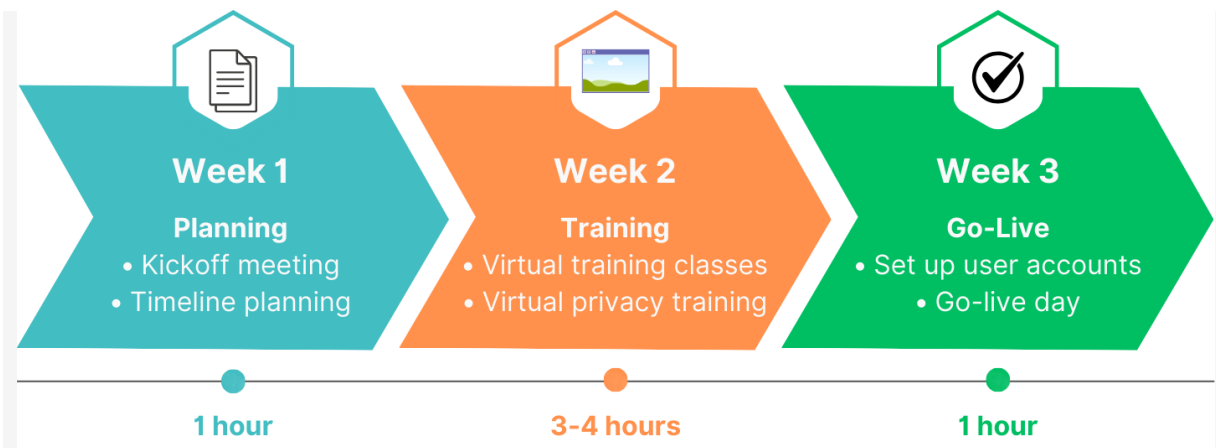 Week 1
Planning
• Kickoff meeting
• Timeline planning
1 hour
Week 2
Training
• Virtual training classes
• Virtual privacy training
3-4 hours
Week 3
Go-Live
• Set up user accounts
• Go-live day
1 hour